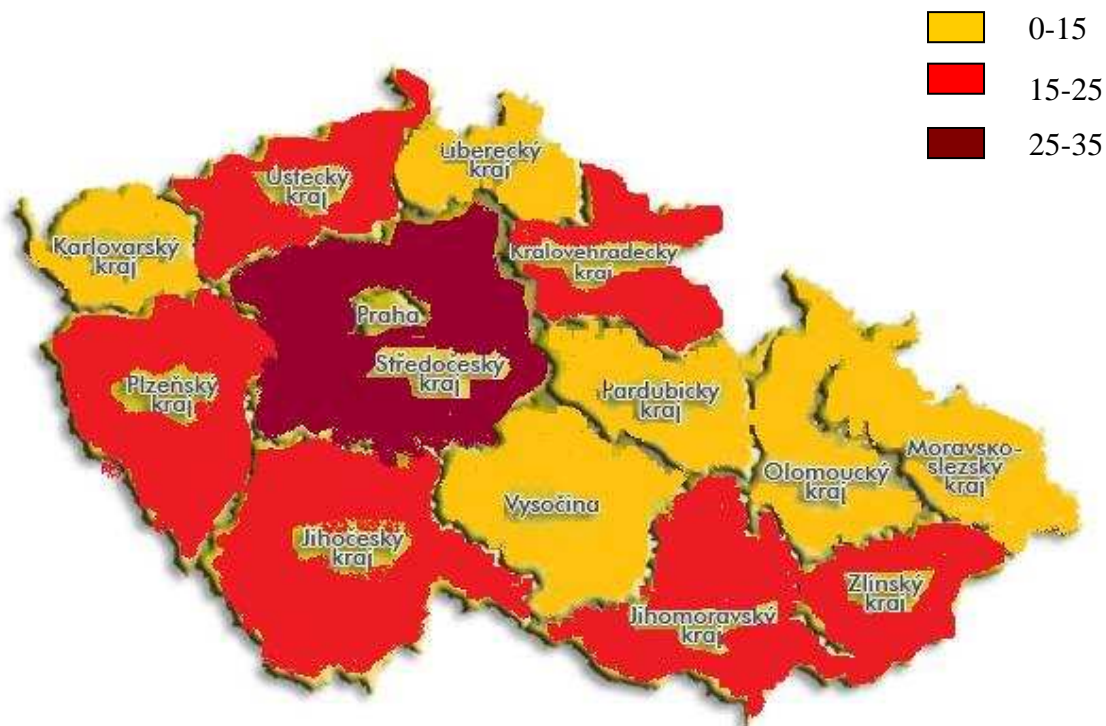 0-15
15-25
25-35
Liberecký
kraj
Ústecký
kraj
Karlovarský
kraj
Kralovehradecky
kraj
Praha
Středočeský
kraj
Plzeňský
kraj
Pardubický
kraj
Moravsko-
slezský
kraj
Olomoucký
kraj
Vysočina
Jihočeský
kraj
Zlínský
kraj
Jihomoravský
kraj